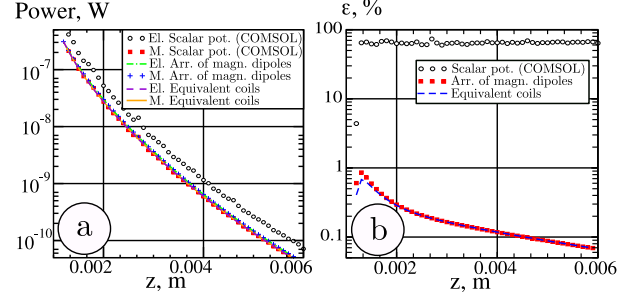 Power, W
10⁻⁷
10⁻⁸
10⁻⁹
10⁻¹⁰
El. Scalar pot. (COMSOL)
M. Scalar pot. (COMSOL)
El. Arr. of magn. dipoles
M. Arr. of magn. dipoles
El. Equivalent coils
M. Equivalent coils
a
0.002 0.004 0.006
z, m
ε, %
100
10
1
0.1
Scalar pot. (COMSOL)
Arr. of magn. dipoles
Equivalent coils
b
0.002 0.004 0.006
z, m